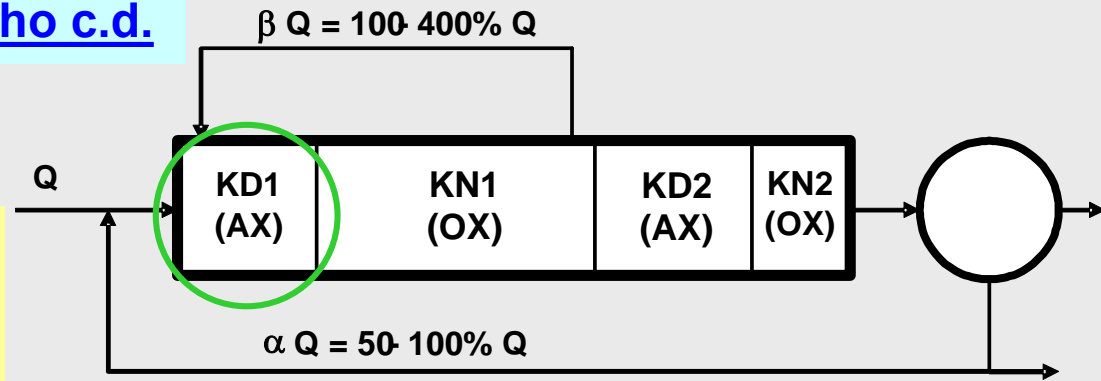 ho c.d.
β Q = 100- 400% Q
Q
KD1
(AX)
KN1
(OX)
KD2
(AX)
KN2
(OX)
α Q = 50- 100% Q